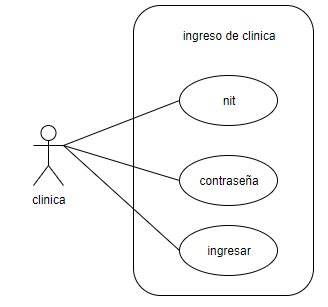 ingreso de clinica
nit
contraseña
clinica
ingresar